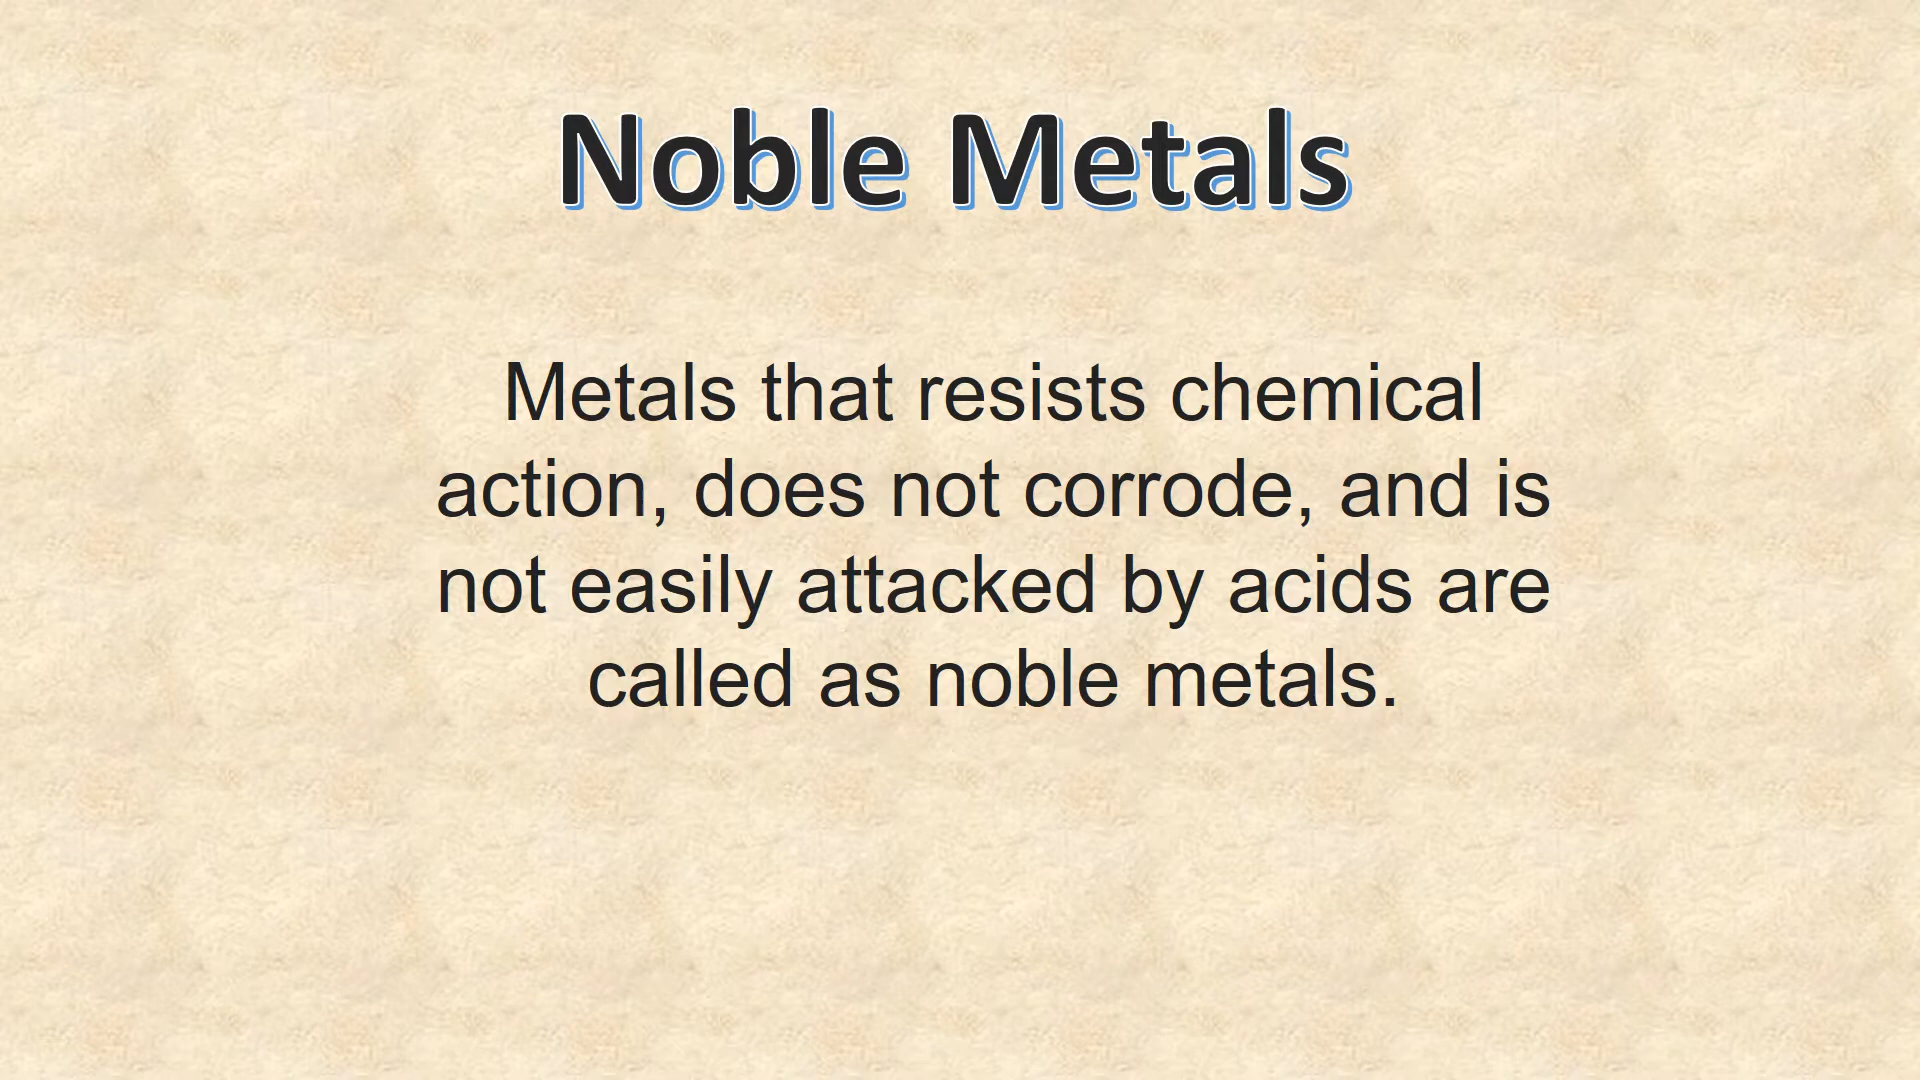 Noble Metals
Metals that resists chemical
action, does not corrode, and is
not easily attacked by acids are
called as noble metals.